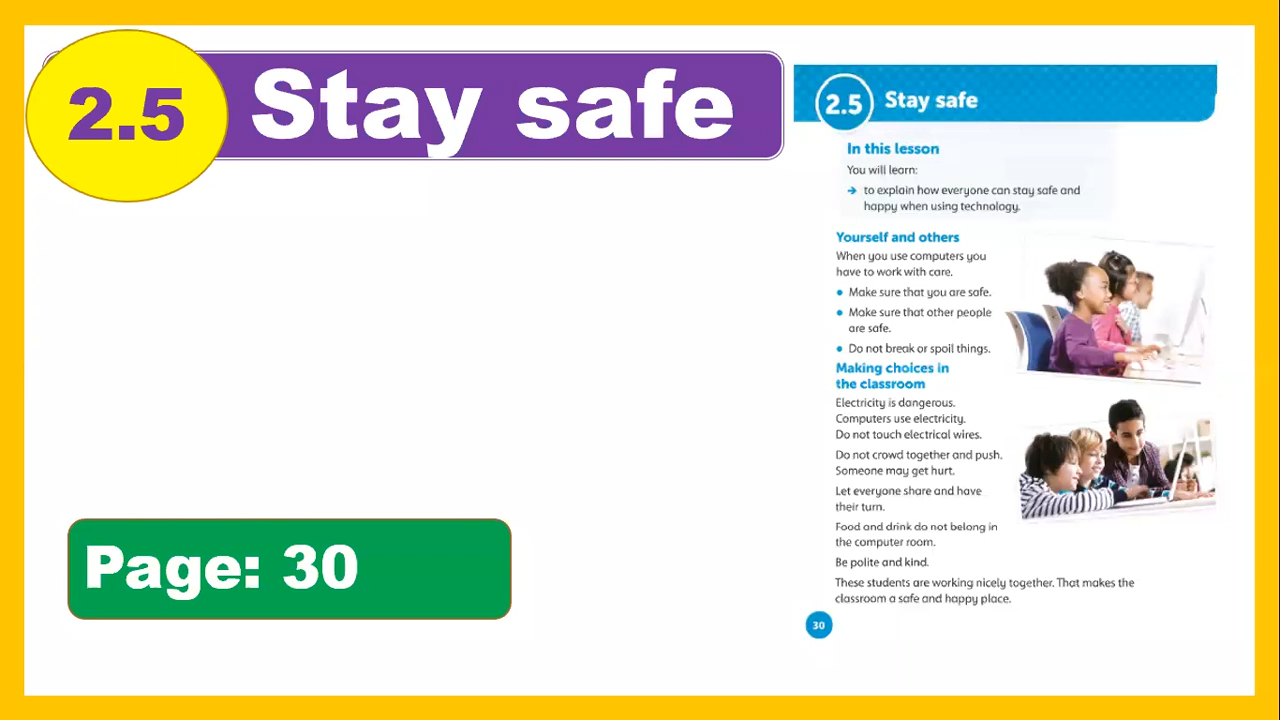 2.5
Stay safe
Page: 30
2.5
Stay safe
In this lesson
You will learn:
→ to explain how everyone can stay safe and
happy when using technology.
Yourself and others
When you use computers you
have to work with care.
• Make sure that you are safe.
• Make sure that other people
are safe.
• Do not break or spoil things.
Making choices in
the classroom
Electricity is dangerous.
Computers use electricity.
Do not touch electrical wires.
Do not crowd together and push.
Someone may get hurt.
Let everyone share and have
their turn.
Food and drink do not belong in
the computer room.
Be polite and kind.
These students are working nicely together. That makes the
classroom a safe and happy place.
30